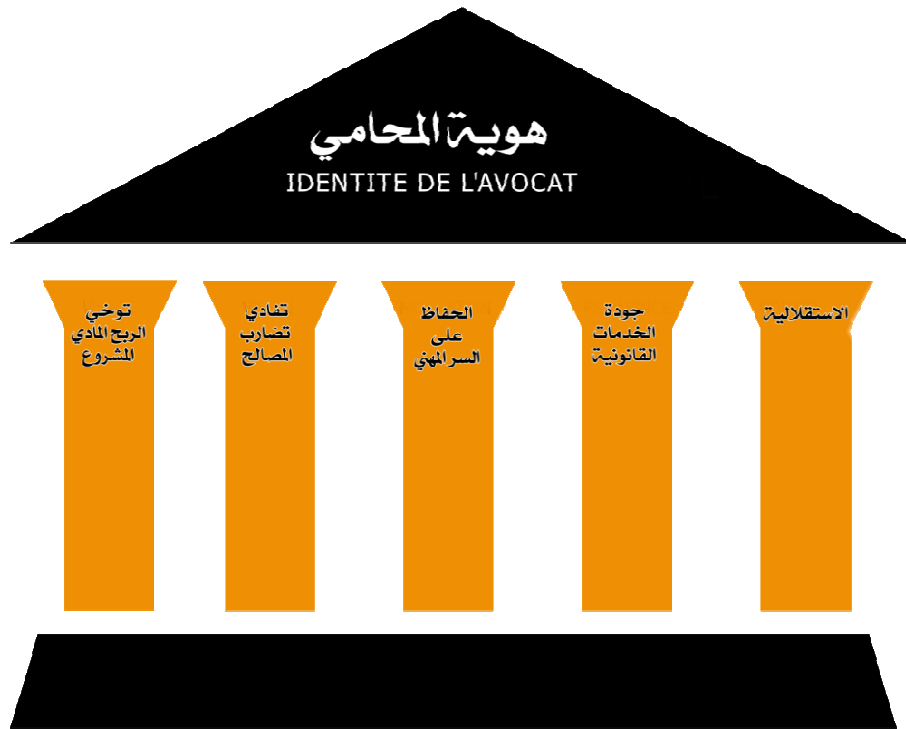 هوية المحامي
IDENTITE DE L'AVOCAT
الاستقلالية
جودة
الخدمات
القانونية
الحفاظ
على
السر المهني
تفادي
تضارب
المصالح
توخي
الربح المادي
المشروع